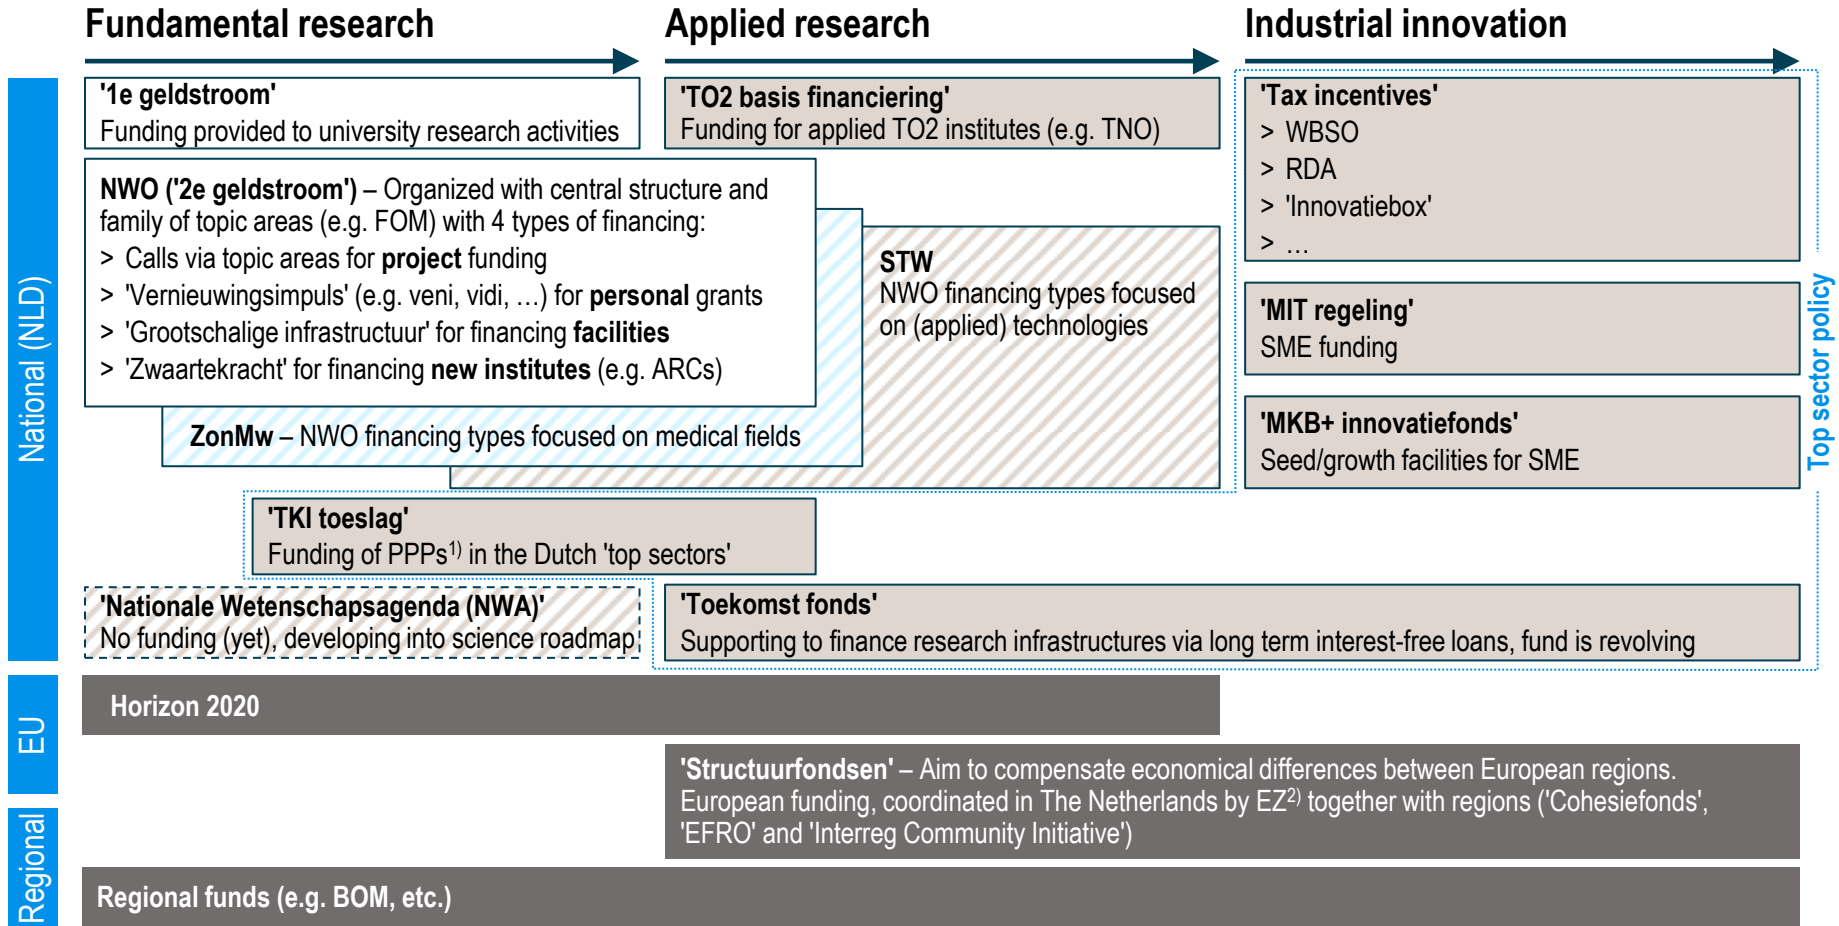 Fundamental research
Applied research
Industrial innovation
National (NLD)
'1e geldstroom'
Funding provided to university research activities
'TO2 basis financiering'
Funding for applied TO2 institutes (e.g. TNO)
'Tax incentives'
> WBSO
> RDA
> 'Innovatiebox'
> …
NWO ('2e geldstroom') – Organized with central structure and
family of topic areas (e.g. FOM) with 4 types of financing:
> Calls via topic areas for project funding
> 'Vernieuwingsimpuls' (e.g. veni, vidi, …) for personal grants
> 'Grootschalige infrastructuur' for financing facilities
> 'Zwaartekracht' for financing new institutes (e.g. ARCs)
STW
NWO financing types focused
on (applied) technologies
ZonMw – NWO financing types focused on medical fields
'MIT regeling'
SME funding
'MKB+ innovatiefonds'
Seed/growth facilities for SME
Top sector policy
'TKI toeslag'
Funding of PPPs1) in the Dutch 'top sectors'
'Nationale Wetenschapsagenda (NWA)'
No funding (yet), developing into science roadmap
'Toekomst fonds'
Supporting to finance research infrastructures via long term interest-free loans, fund is revolving
EU
Horizon 2020
'Structuurfondsen' – Aim to compensate economical differences between European regions.
European funding, coordinated in The Netherlands by EZ2) together with regions ('Cohesiefonds',
'EFRO' and 'Interreg Community Initiative')
Regional
Regional funds (e.g. BOM, etc.)